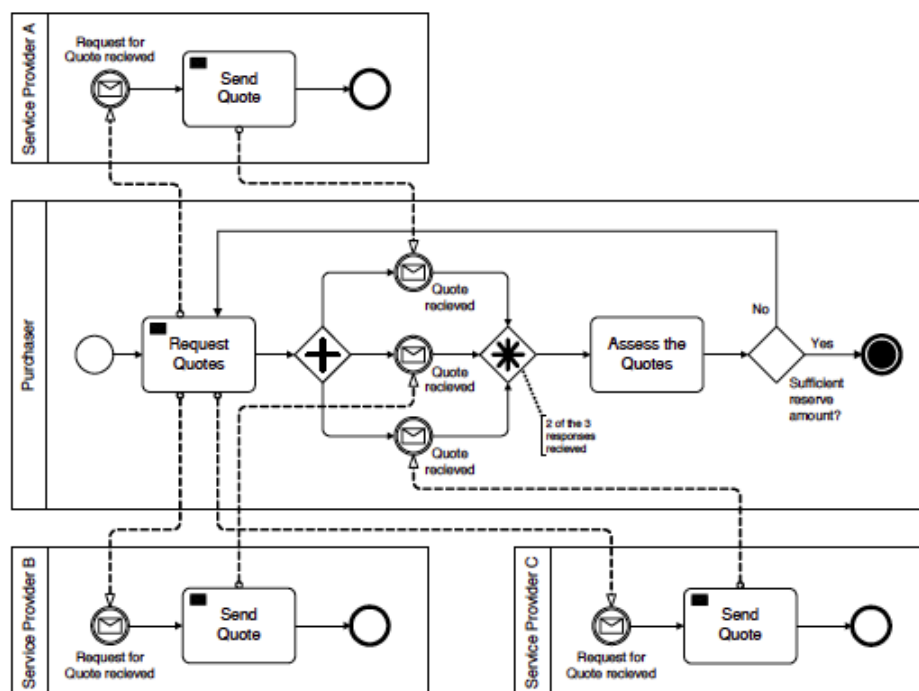 Service Provider A
Request for
Quote recieved
Send
Quote
Purchaser
Request
Quotes
Quote
recieved
Quote
recieved
Quote
recieved
2 of the 3
responses
recieved
Assess the
Quotes
No
Yes
Sufficient
reserve
amount?
Service Provider B
Request for
Quote recieved
Send
Quote
Service Provider C
Request for
Quote recieved
Send
Quote